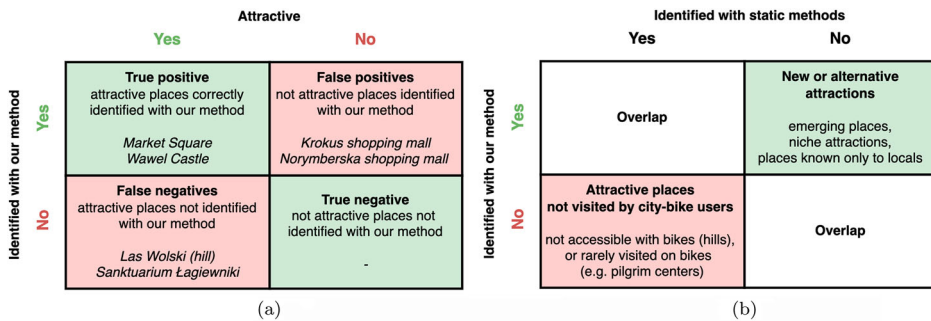 Attractive
Yes
No
Identified with our method
Yes
No
True positive
attractive places correctly
identified with our method
Market Square
Wawel Castle
False positives
not attractive places identified
with our method
Krokus shopping mall
Norymberska shopping mall
False negatives
attractive places not identified
with our method
Las Wolski (hill)
Sanktuarium Łagiewniki
True negative
not attractive places not
identified with our method
-
(a)
Identified with static methods
Yes
No
Identified with our method
Yes
No
Overlap
New or alternative
attractions
emerging places,
niche attractions,
places known only to locals
Attractive places
not visited by city-bike users
not accessible with bikes (hills),
or rarely visited on bikes
(e.g. pilgrim centers)
Overlap
(b)